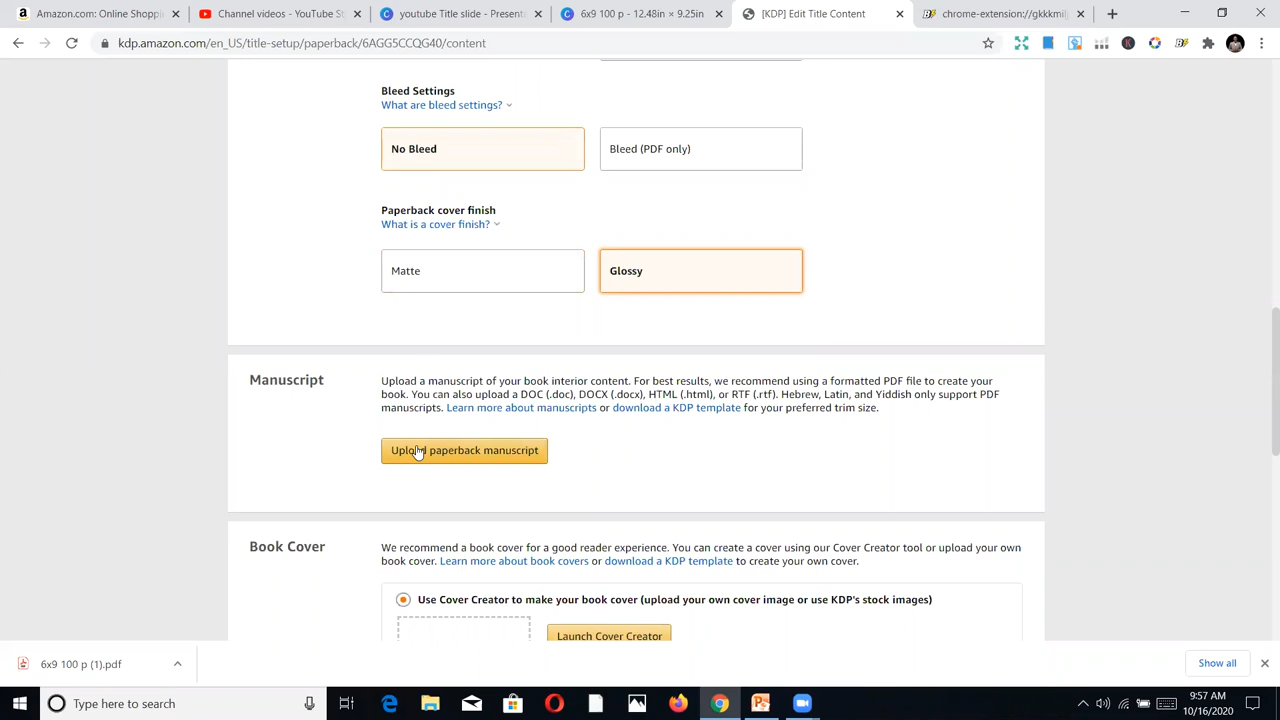 Amazon.com: Online Shoppi
Channel videos - YouTube St
youtube Title slide - Present
6x9 100 p - 12.48in × 9.25in
[KDP] Edit Title Content
chrome-extension://gkkkmil
kdp.amazon.com/en_US/title-setup/paperback/6AGG5CCQG40/content
Bleed Settings
What are bleed settings?
No Bleed
Bleed (PDF only)
Paperback cover finish
What is a cover finish?
Matte
Glossy
Manuscript
Upload a manuscript of your book interior content. For best results, we recommend using a formatted PDF file to create your
book. You can also upload a DOC (.doc), DOCX (.docx), HTML (.html), or RTF (.rtf). Hebrew, Latin, and Yiddish only support PDF
manuscripts. Learn more about manuscripts or download a KDP template for your preferred trim size.
Upload paperback manuscript
Book Cover
We recommend a book cover for a good reader experience. You can create a cover using our Cover Creator tool or upload your own
book cover. Learn more about book covers or download a KDP template to create your own cover.
Use Cover Creator to make your book cover (upload your own cover image or use KDP's stock images)
Launch Cover Creator
6x9 100 p (1).pdf
Show all
Type here to search
9:57 AM
10/16/2020